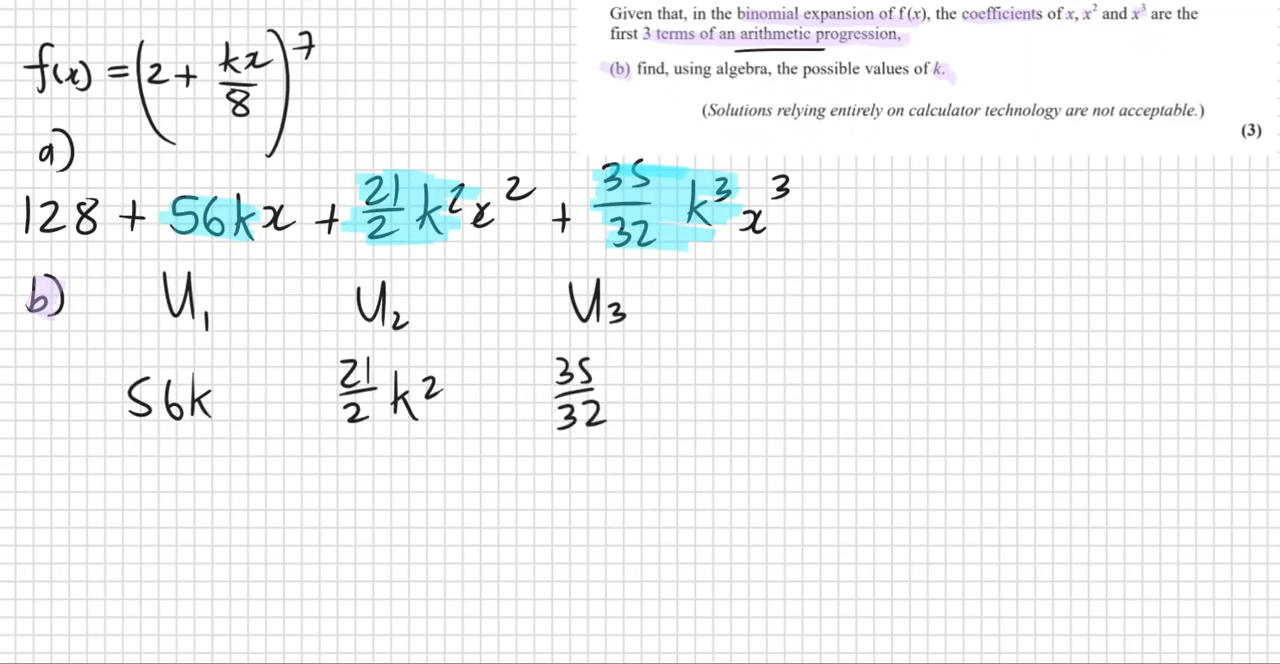 Given that, in the binomial expansion of f(x), the coefficients of x, x² and x³ are the
first 3 terms of an arithmetic progression,
(b) find, using algebra, the possible values of k.
(Solutions relying entirely on calculator technology are not acceptable.)
(3)
f(x) = (2 + kx/8)^7
a)
128 + 56kx + 21/2 k²x² + 35/32 k³x³
b) U₁ U₂ U₃
56k 21/2 k² 35/32